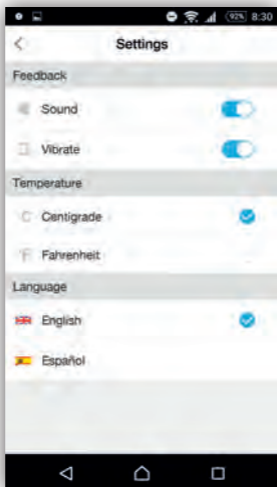 92% 8:30
Settings
Feedback
Sound
Vibrate
Temperature
C Centigrade
F Fahrenheit
Language
English
Español